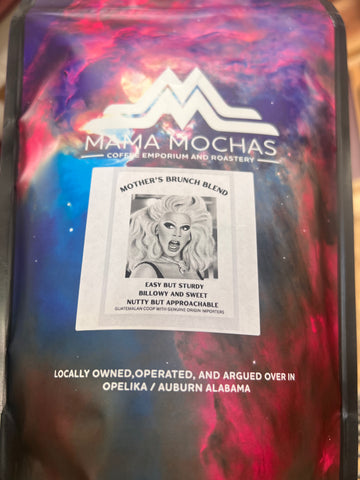 MAMA MOCHAS
COFFEE EMPORIUM AND ROASTERY
MOTHER'S BRUNCH BLEND
EASY BUT STURDY
BILLOWY AND SWEET
NUTTY BUT APPROACHABLE
GUATEMALAN COOP WITH GENUINE ORIGIN IMPORTERS
LOCALLY OWNED,OPERATED, AND ARGUED OVER IN
OPELIKA / AUBURN ALABAMA